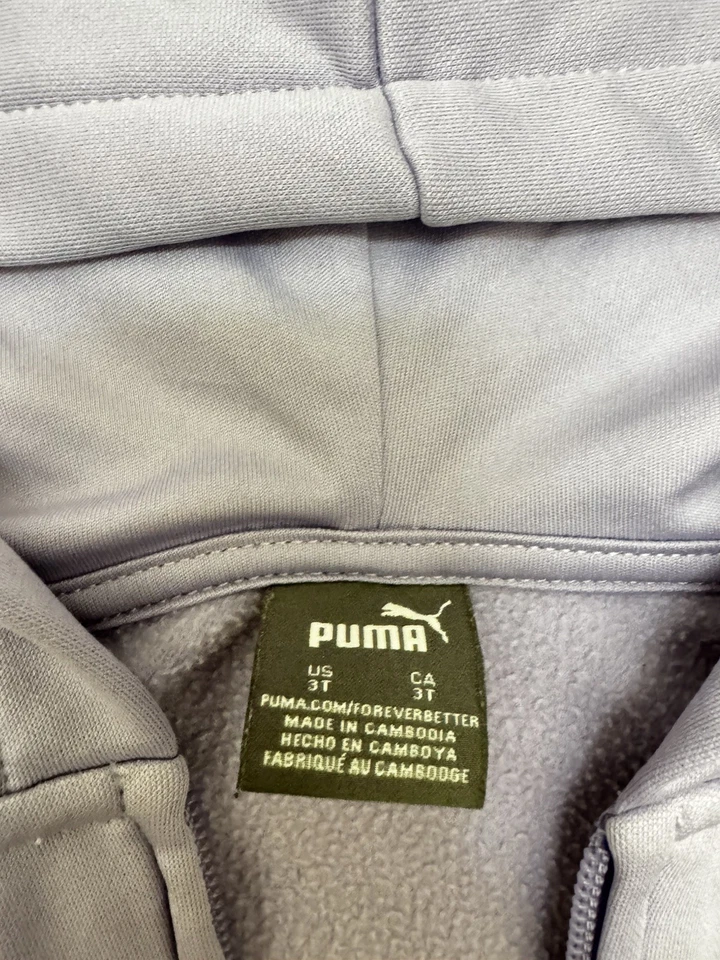 PUMA
US CA
3T 3T
PUMA.COM/FOREVERBETTER
MADE IN CAMBODIA
HECHO EN CAMBOYA
FABRIQUÉ AU CAMBODGE